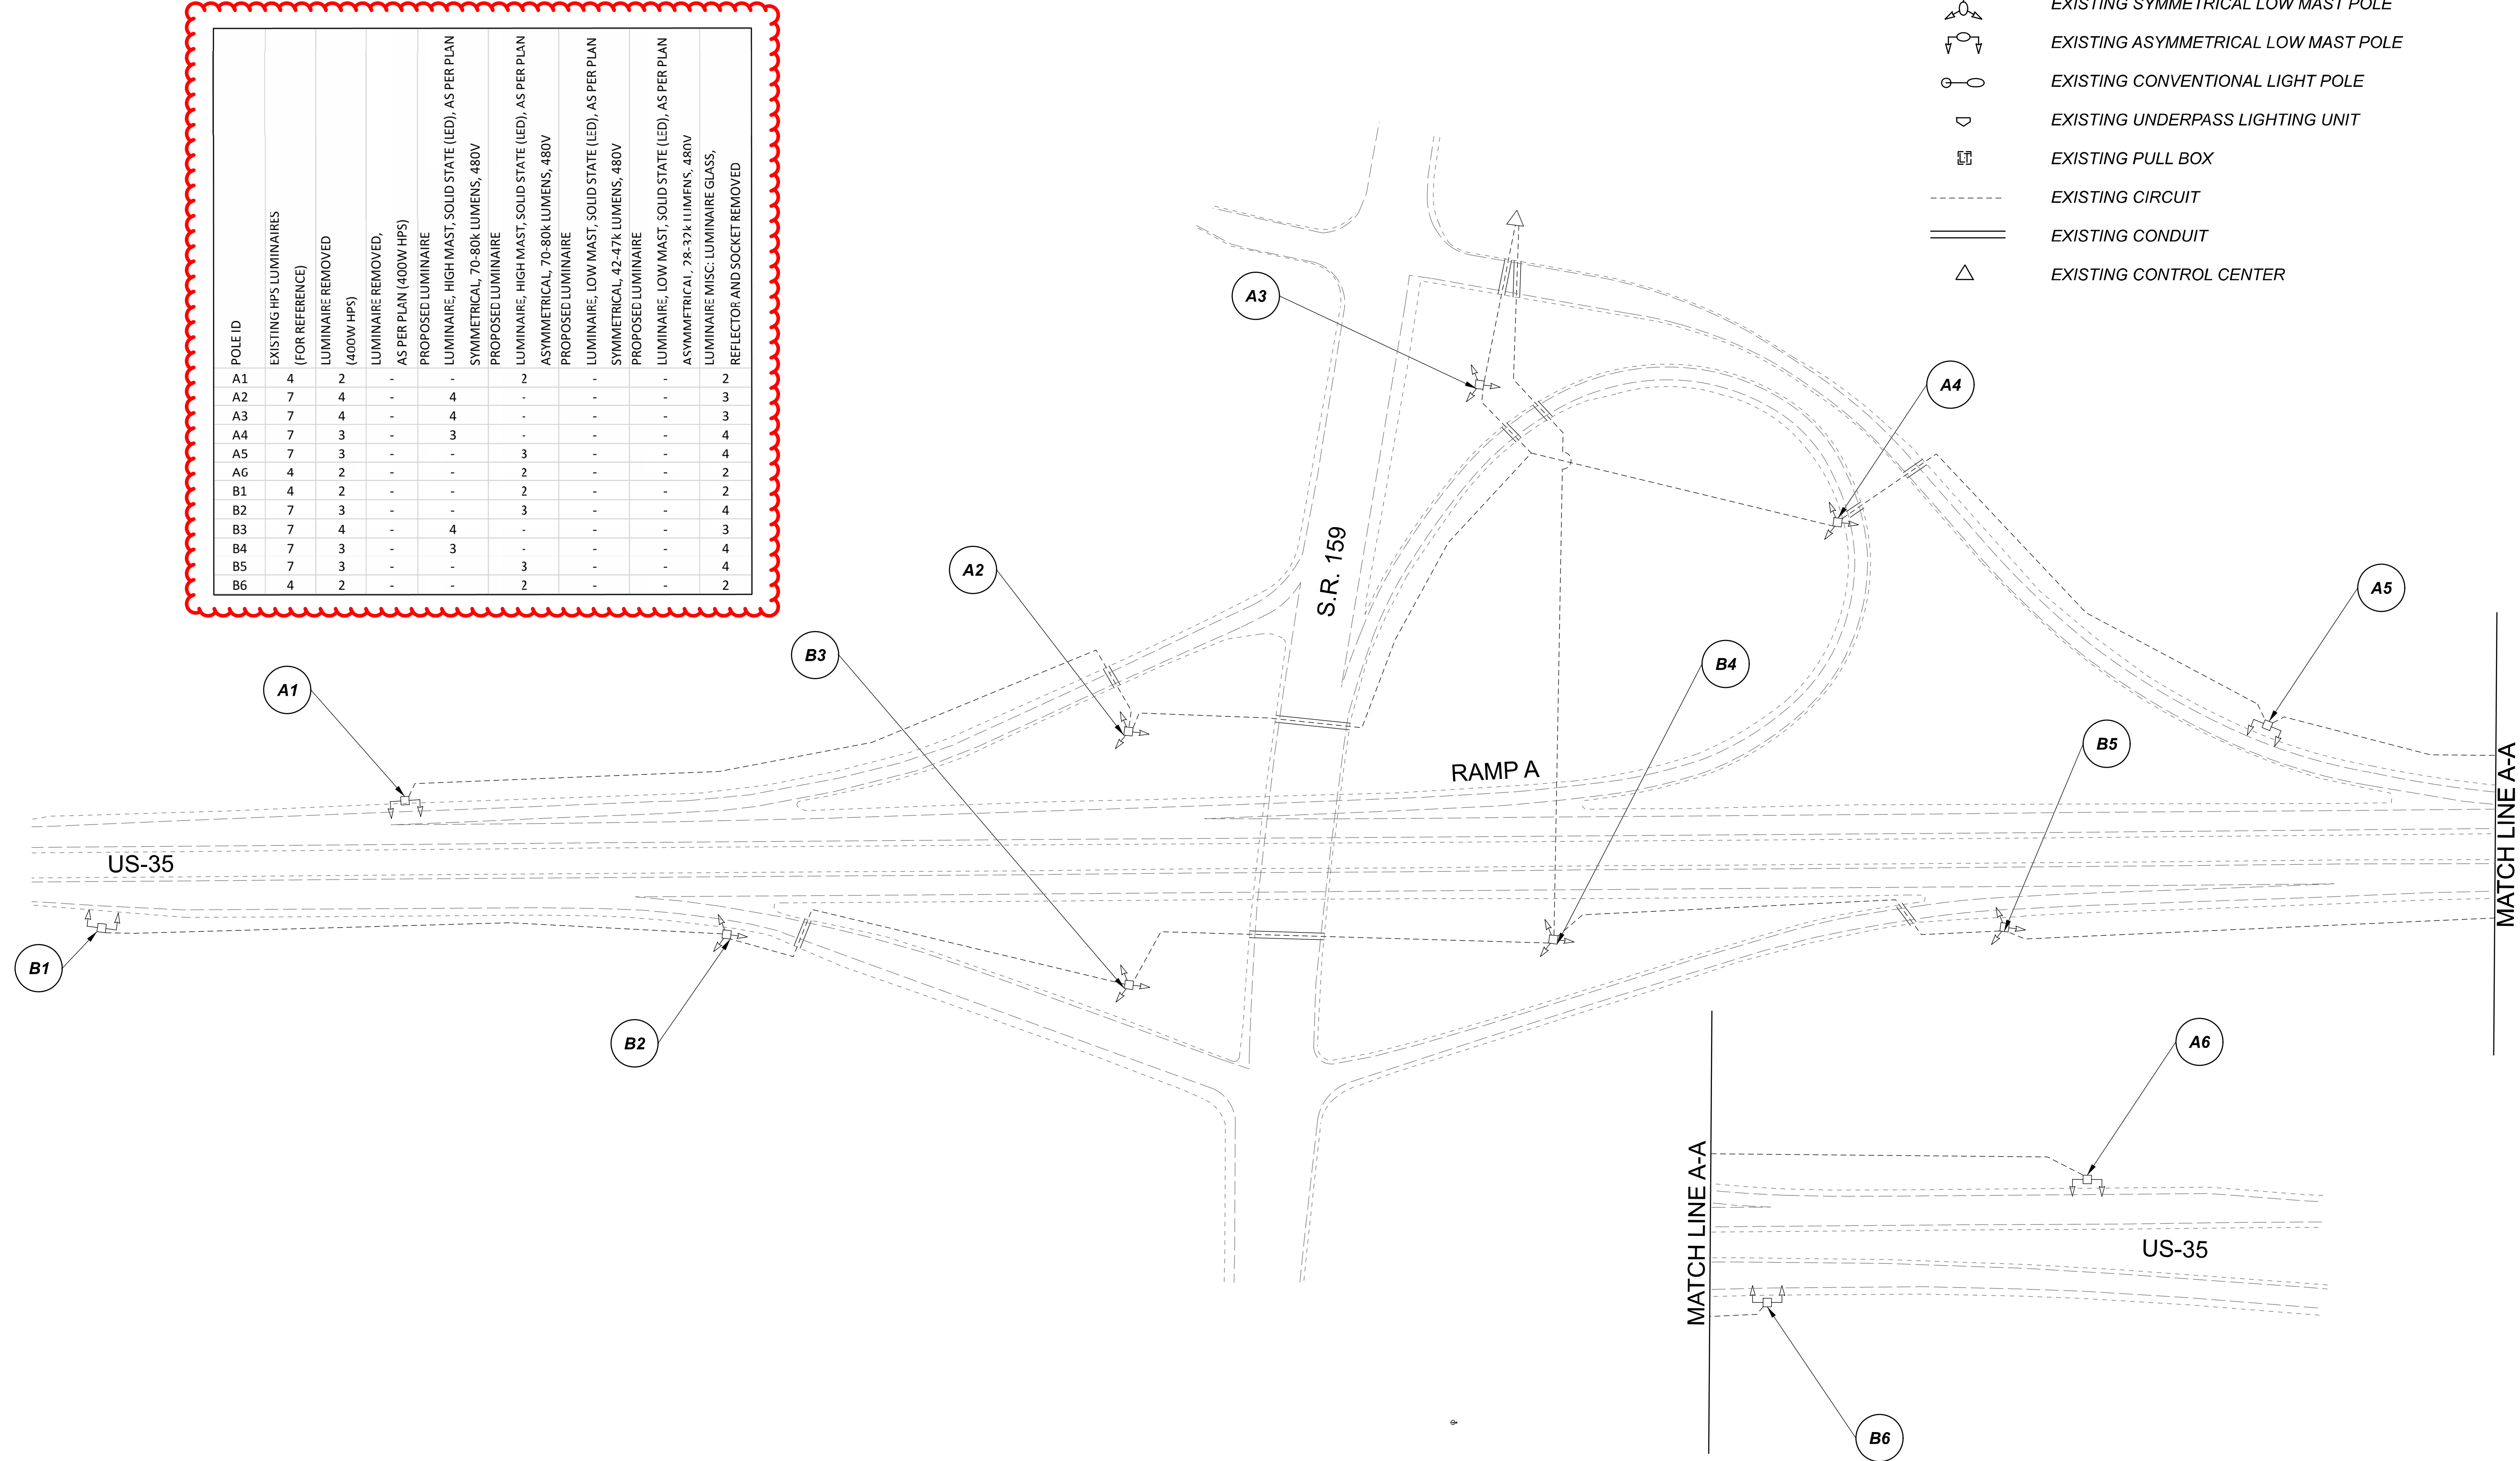 POLE ID
EXISTING HPS LUMINAIRES
(FOR REFERENCE)
LUMINAIRE REMOVED
(400W HPS)
LUMINAIRE REMOVED,
AS PER PLAN (400W HPS)
PROPOSED LUMINAIRE
LUMINAIRE, HIGH MAST, SOLID STATE (LED), AS PER PLAN
SYMMETRICAL, 70-80k LUMENS, 480V
PROPOSED LUMINAIRE
LUMINAIRE, HIGH MAST, SOLID STATE (LED), AS PER PLAN
ASYMMETRICAL, 70-80k LUMENS, 480V
PROPOSED LUMINAIRE
LUMINAIRE, LOW MAST, SOLID STATE (LED), AS PER PLAN
SYMMETRICAL, 42-47k LUMENS, 480V
PROPOSED LUMINAIRE
LUMINAIRE, LOW MAST, SOLID STATE (LED), AS PER PLAN
ASYMMETRICAL, 28-32k LUMENS, 480V
LUMINAIRE MISC: LUMINAIRE GLASS,
REFLECTOR AND SOCKET REMOVED
A1 4 2 - - 2 - - 2
A2 7 4 - 4 - - - 3
A3 7 4 - 4 - - - 3
A4 7 3 - 3 - - - 4
A5 7 3 - - 3 - - 4
A6 4 2 - - 2 - - 2
B1 4 2 - - 2 - - 2
B2 7 3 - - 3 - - 4
B3 7 4 - 4 - - - 3
B4 7 3 - 3 - - - 4
B5 7 3 - - 3 - - 4
B6 4 2 - - 2 - - 2
EXISTING SYMMETRICAL LOW MAST POLE
EXISTING ASYMMETRICAL LOW MAST POLE
EXISTING CONVENTIONAL LIGHT POLE
EXISTING UNDERPASS LIGHTING UNIT
LT EXISTING PULL BOX
EXISTING CIRCUIT
EXISTING CONDUIT
EXISTING CONTROL CENTER
A3
A4
A2
S.R. 159
A5
B3
B4
A1
B5
RAMP A
MATCH LINE A-A
US-35
B1
B2
A6
MATCH LINE A-A
US-35
B6